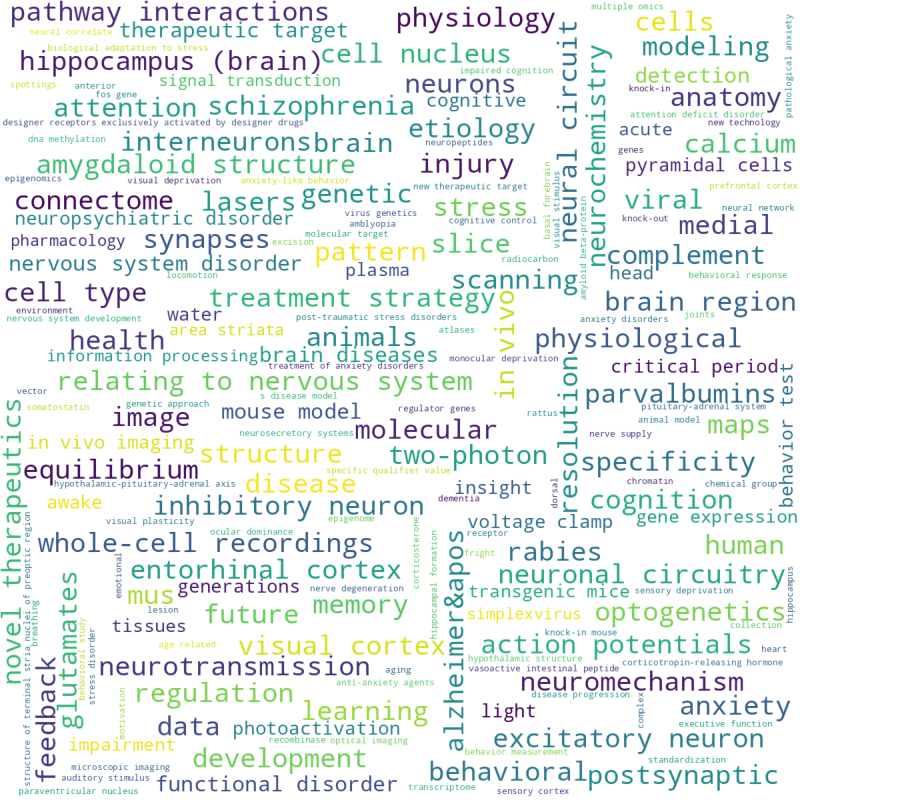 pathway interactions
physiology
multiple omics
cells
neural correlate
therapeutic target
neural circuit
modeling
pathological anxiety
biological adaptation to stress
hippocampus (brain)
cell nucleus
neurochemistry
impaired cognition
detection
spottings
anterior
signal transduction
neurons
knock-in
anatomy
fos gene
attention
schizophrenia
cognitive
attention deficit disorder
designer receptors exclusively activated by designer drugs
etiology
acute
new technology
dna methylation
interneurons
brain
neuropeptides
calcium
genes
amygdaloid structure
injury
pyramidal cells
epigenomics
visual deprivation
anxiety-like behavior
new therapeutic target
basal forebrain
visual stimulus
prefrontal cortex
connectome
lasers
genetic
stress
viral
neural network
neuropsychiatric disorder
virus genetics
cognitive control
amyloid beta-protein
knock-out
medial
amblyopia
pharmacology
synapses
excision
molecular target
pattern
slice
complement
nervous system disorder
plasma
radiocarbon
head
behavioral response
locomotion
scanning
cell type
treatment strategy
in vivo
brain region
environment
nervous system development
water
post-traumatic stress disorders
anxiety disorders
joints
health
area striata
animals
atlases
physiological
information processing
brain diseases
monocular deprivation
treatment of anxiety disorders
resolution
critical period
behavior test
relating to nervous system
vector
s disease model
parvalbumins
somatostatin
genetic approach
image
mouse model
regulator genes
rattus
pituitary-adrenal system
animal model
maps
novel therapeutics
neurosecretory systems
molecular
nerve supply
in vivo imaging
structure
two-photon
specificity
equilibrium
specific qualifier value
hypothalamic-pituitary-adrenal axis
disease
insight
dorsal
chromatin
chemical group
awake
inhibitory neuron
dementia
cognition
structure of terminal stria nuclei of preoptic region
visual plasticity
epigenome
voltage clamp
gene expression
ocular dominance
corticosterone
hippocampal formation
alzheimer&apos
receptor
whole-cell recordings
fright
rabies
human
emotional
entorhinal cortex
neuronal circuitry
hippocampus
glutamates
mus
generations
nerve degeneration
transgenic mice
sensory deprivation
breathing
lesion
future
memory
simplexvirus
optogenetics
behavioral study
stress disorder
tissues
collection
age related
visual cortex
knock-in mouse
action potentials
heart
feedback
neurotransmission
aging
hypothalamic structure
vasoactive intestinal peptide
corticotropin-releasing hormone
anti-anxiety agents
neuromechanism
motivation
regulation
disease progression
complex
learning
light
anxiety
data
photoactivation
executive function
impairment
recombinase
optical imaging
excitatory neuron
behavior measurement
development
standardization
microscopic imaging
auditory stimulus
functional disorder
behavioral
postsynaptic
paraventricular nucleus
transcriptome
sensory cortex